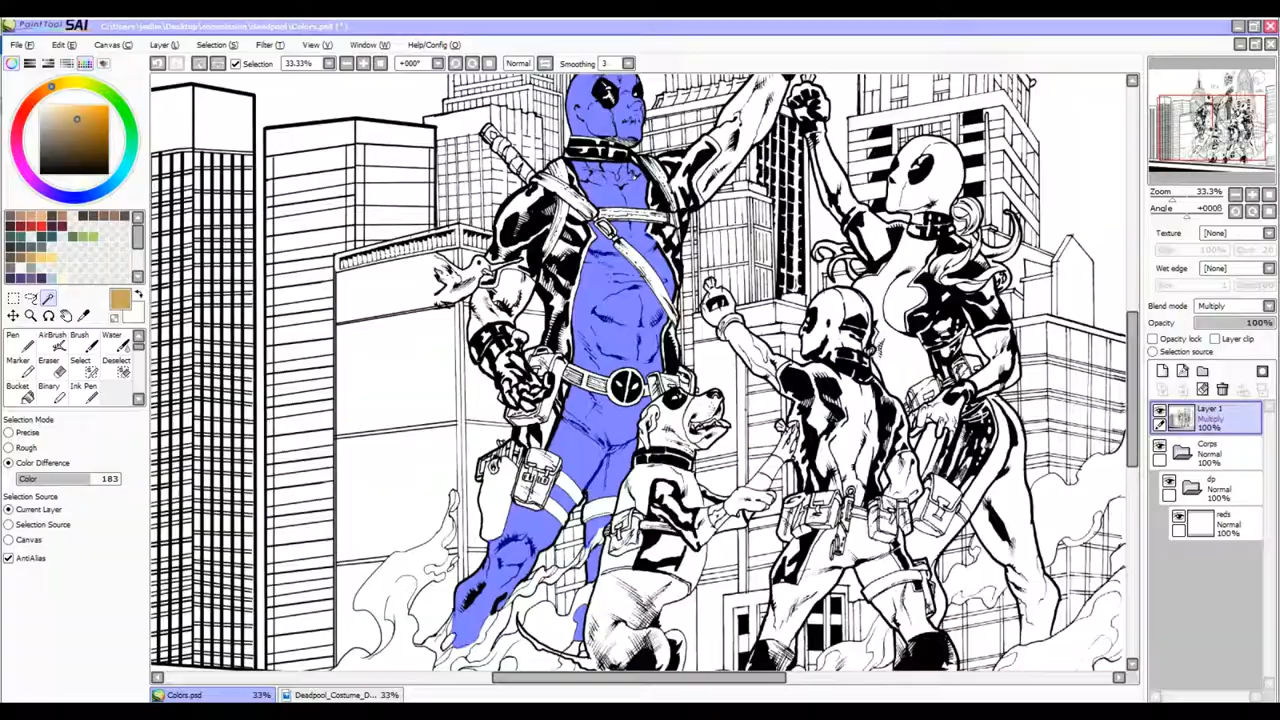 PaintTool SAI
File (F) Edit (E) Canvas (C) Layer (L) Selection (S) Filter (T) View (V) Window (W) Help/Config (O)
Selection 33.33% +000° Normal Smoothing 3
Zoom 33.3%
Angle +000θ
Texture [None]
100%
Wet edge [None]
Blend mode Multiply
Opacity 100%
Opacity lock Layer clip
Selection source
Pen AirBrush Brush Water
Marker Eraser Select Deselect
Bucket Binary Ink Pen
Selection Mode
Precise
Rough
Color Difference
Color 183
Selection Source
Current Layer
Selection Source
Canvas
AntiAlias
Layer 1
Multiply
100%
Corps
Normal
100%
dp
Normal
100%
reds
Normal
100%
Colors.psd 33% Deadpool_Costume_D... 33%